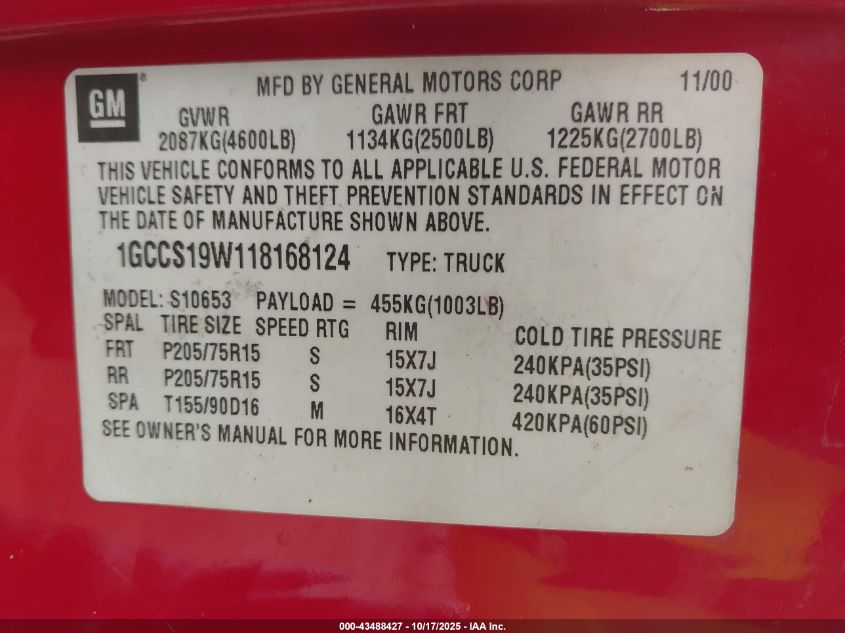 GM ® MFD BY GENERAL MOTORS CORP 11/00
GVWR GAWR FRT GAWR RR
2087KG(4600LB) 1134KG(2500LB) 1225KG(2700LB)
THIS VEHICLE CONFORMS TO ALL APPLICABLE U.S. FEDERAL MOTOR
VEHICLE SAFETY AND THEFT PREVENTION STANDARDS IN EFFECT ON
THE DATE OF MANUFACTURE SHOWN ABOVE.
1GCCS19W118168124 TYPE: TRUCK
MODEL: S10653 PAYLOAD = 455KG(1003LB)
SPAL TIRE SIZE SPEED RTG RIM COLD TIRE PRESSURE
FRT P205/75R15 S 15X7J 240KPA(35PSI)
RR P205/75R15 S 15X7J 240KPA(35PSI)
SPA T155/90D16 M 16X4T 420KPA(60PSI)
SEE OWNER'S MANUAL FOR MORE INFORMATION.
000-43488427 - 10/17/2025 - IAA Inc.